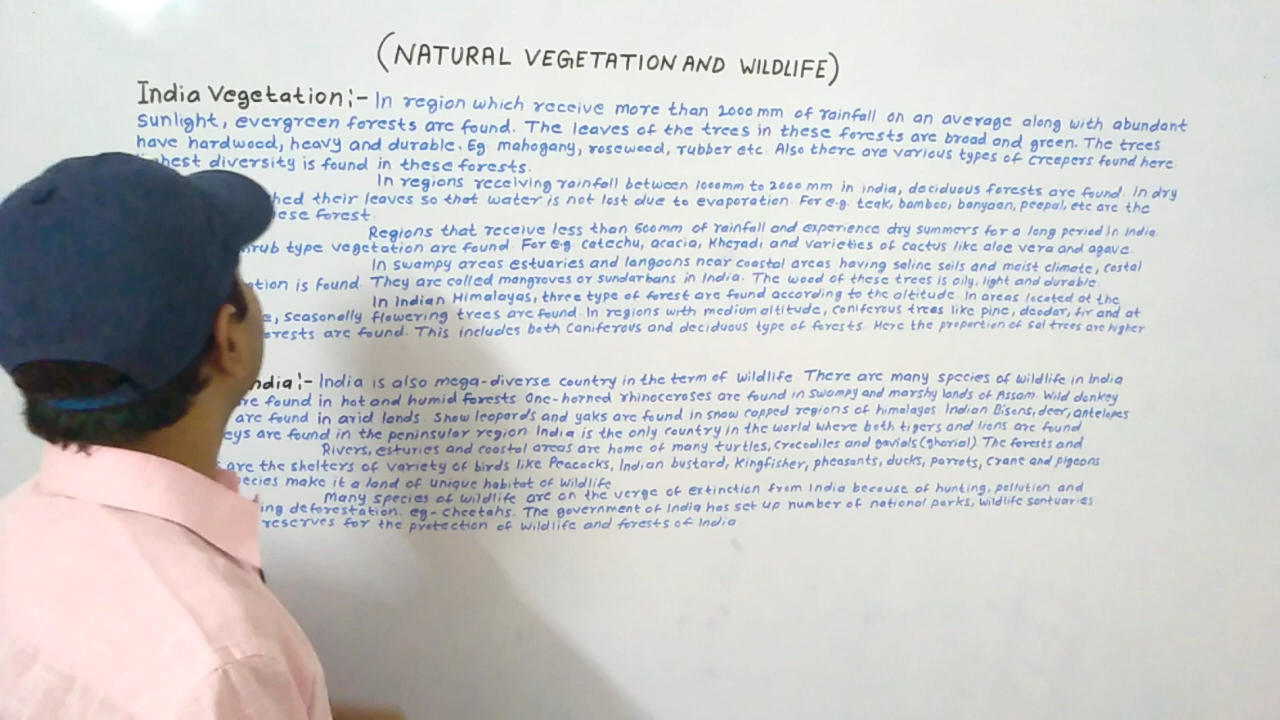 (NATURAL VEGETATION AND WILDLIFE)
India Vegetation:- In region which receive more than 2000 mm of rainfall on an average along with abundant
sunlight, evergreen forests are found. The leaves of the trees in these forests are broad and green. The trees
have hardwood, heavy and durable. Eg mahogany, rosewood, rubber etc. Also there are various types of creepers found here
diversity is found in these forests.
In regions receiving rainfall between 1000mm to 2000 mm in india, deciduous forests are found. In dry
their leaves so that water is not lost due to evaporation. For e.g. teak, bamboo, banyaan, peepal, etc are the
forest.
Regions that receive less than 500mm of rainfall and experience dry summers for a long period in India
type vegetation are found. For e.g. catechu, acacia, Khejadi and varieties of cactus like aloe vera and agave.
In swampy areas estuaries and langoons near coastal areas having saline soils and moist climate, costal
is found. They are called mangroves or sundarbans in India. The wood of these trees is oily, light and durable
In Indian Himalayas, three type of forest are found according to the altitude. In areas located at the
seasonally flowering trees are found. In regions with medium altitude, coniferous trees like pine, deodar, fir and at
are found. This includes both Coniferous and deciduous type of forests. Here the proportion of sal trees are higher
India:- India is also mega-diverse country in the term of wildlife. There are many species of wildlife in India
are found in hot and humid forests. One-horned rhinoceroses are found in swampy and marshy lands of Assam. Wild donkey
are found in arid lands. Snow leopards and yaks are found in snow capped regions of himalayas. Indian Bisons, deer, antelopes
are found in the peninsular region. India is the only country in the world where both tigers and lions are found
Rivers, esturies and coastal areas are home of many turtles, crocodiles and gavials (gharial). The forests and
are the shelters of variety of birds like Peacocks, Indian bustard, Kingfisher, pheasants, ducks, parrots, crane and pigeons
make it a land of unique habitat of wildlife
Many species of wildlife are on the verge of extinction from India because of hunting, pollution and
deforestation. eg- cheetahs. The government of India has set up number of national parks, wildlife santuaries
reserves for the protection of wildlife and forests of India.